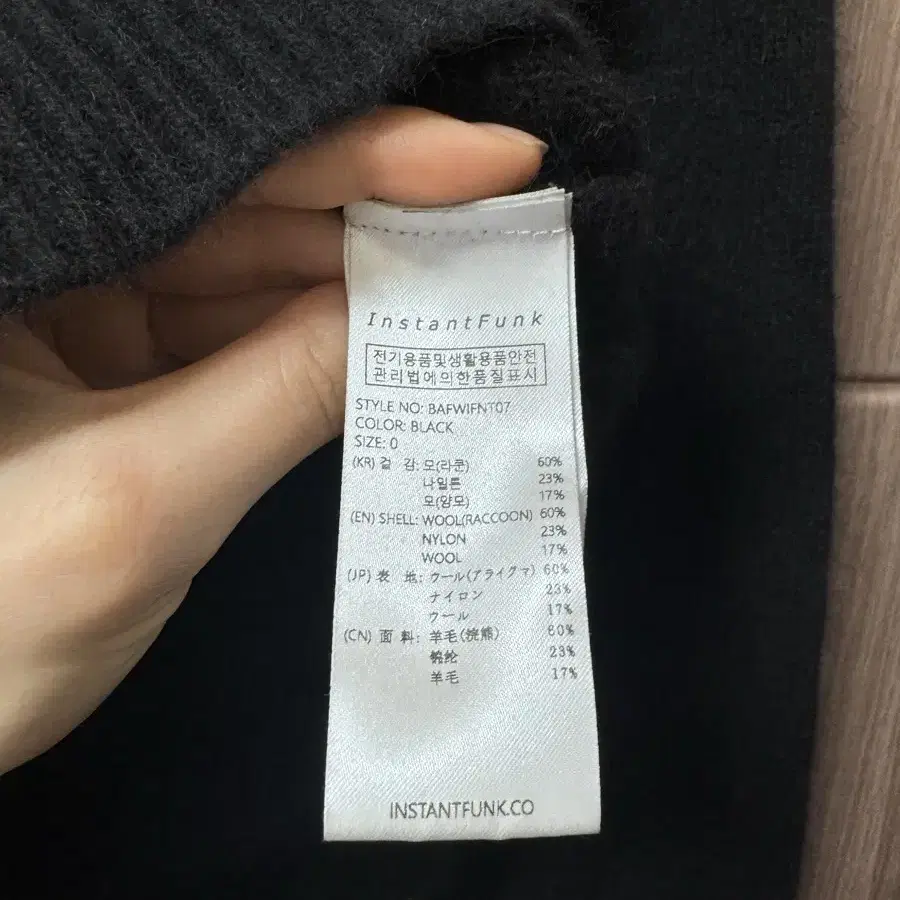 InstantFunk
전기용품및생활용품안전
관리법에의한품질표시
STYLE NO: BAFWIFNT07
COLOR: BLACK
SIZE: 0
(KR) 겉 감: 모(라쿤) 60%
나일론 23%
모(양모) 17%
(EN) SHELL: WOOL(RACCOON) 60%
NYLON 23%
WOOL 17%
(JP) 表 地: ウール(アライグマ) 60%
ナイロン 23%
ウール 17%
(CN) 面 料: 羊毛(浣熊) 60%
锦纶 23%
羊毛 17%
INSTANTFUNK.CO